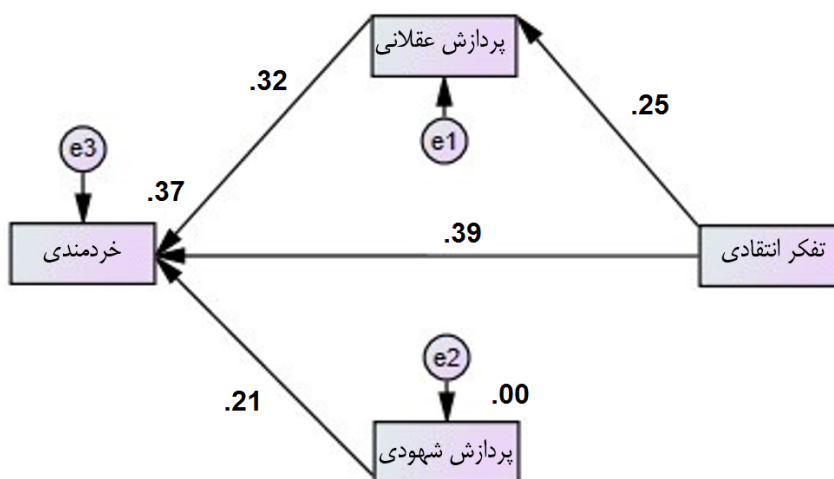 پردازش عقلانی
.32
.25
e1
e3
.37
خردمندی
.39
تفکر انتقادی
e2
.00
.21
پردازش شهودی